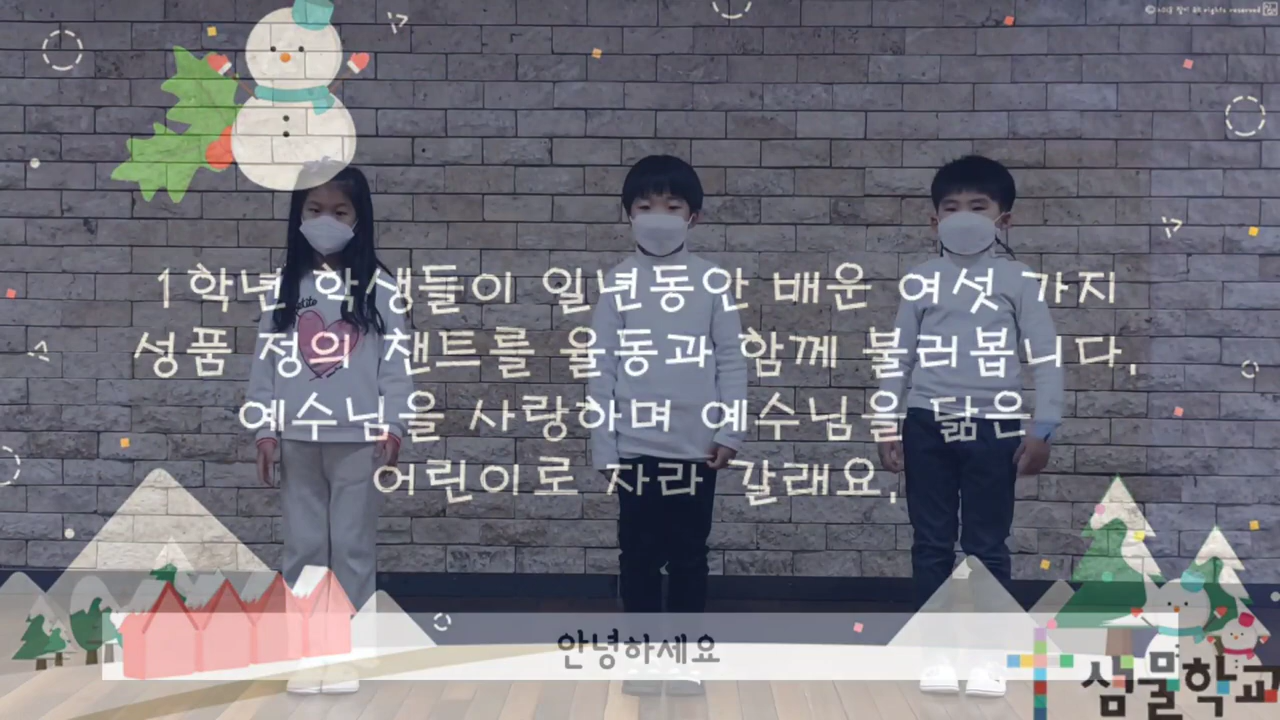 All rights reserved
1학년 학생들이 일년동안 배운 여섯 가지
성품 정의 챈트를 율동과 함께 불러봅니다.
예수님을 사랑하며 예수님을 닮은
어린이로 자라 갈래요.
안녕하세요
샘물학교